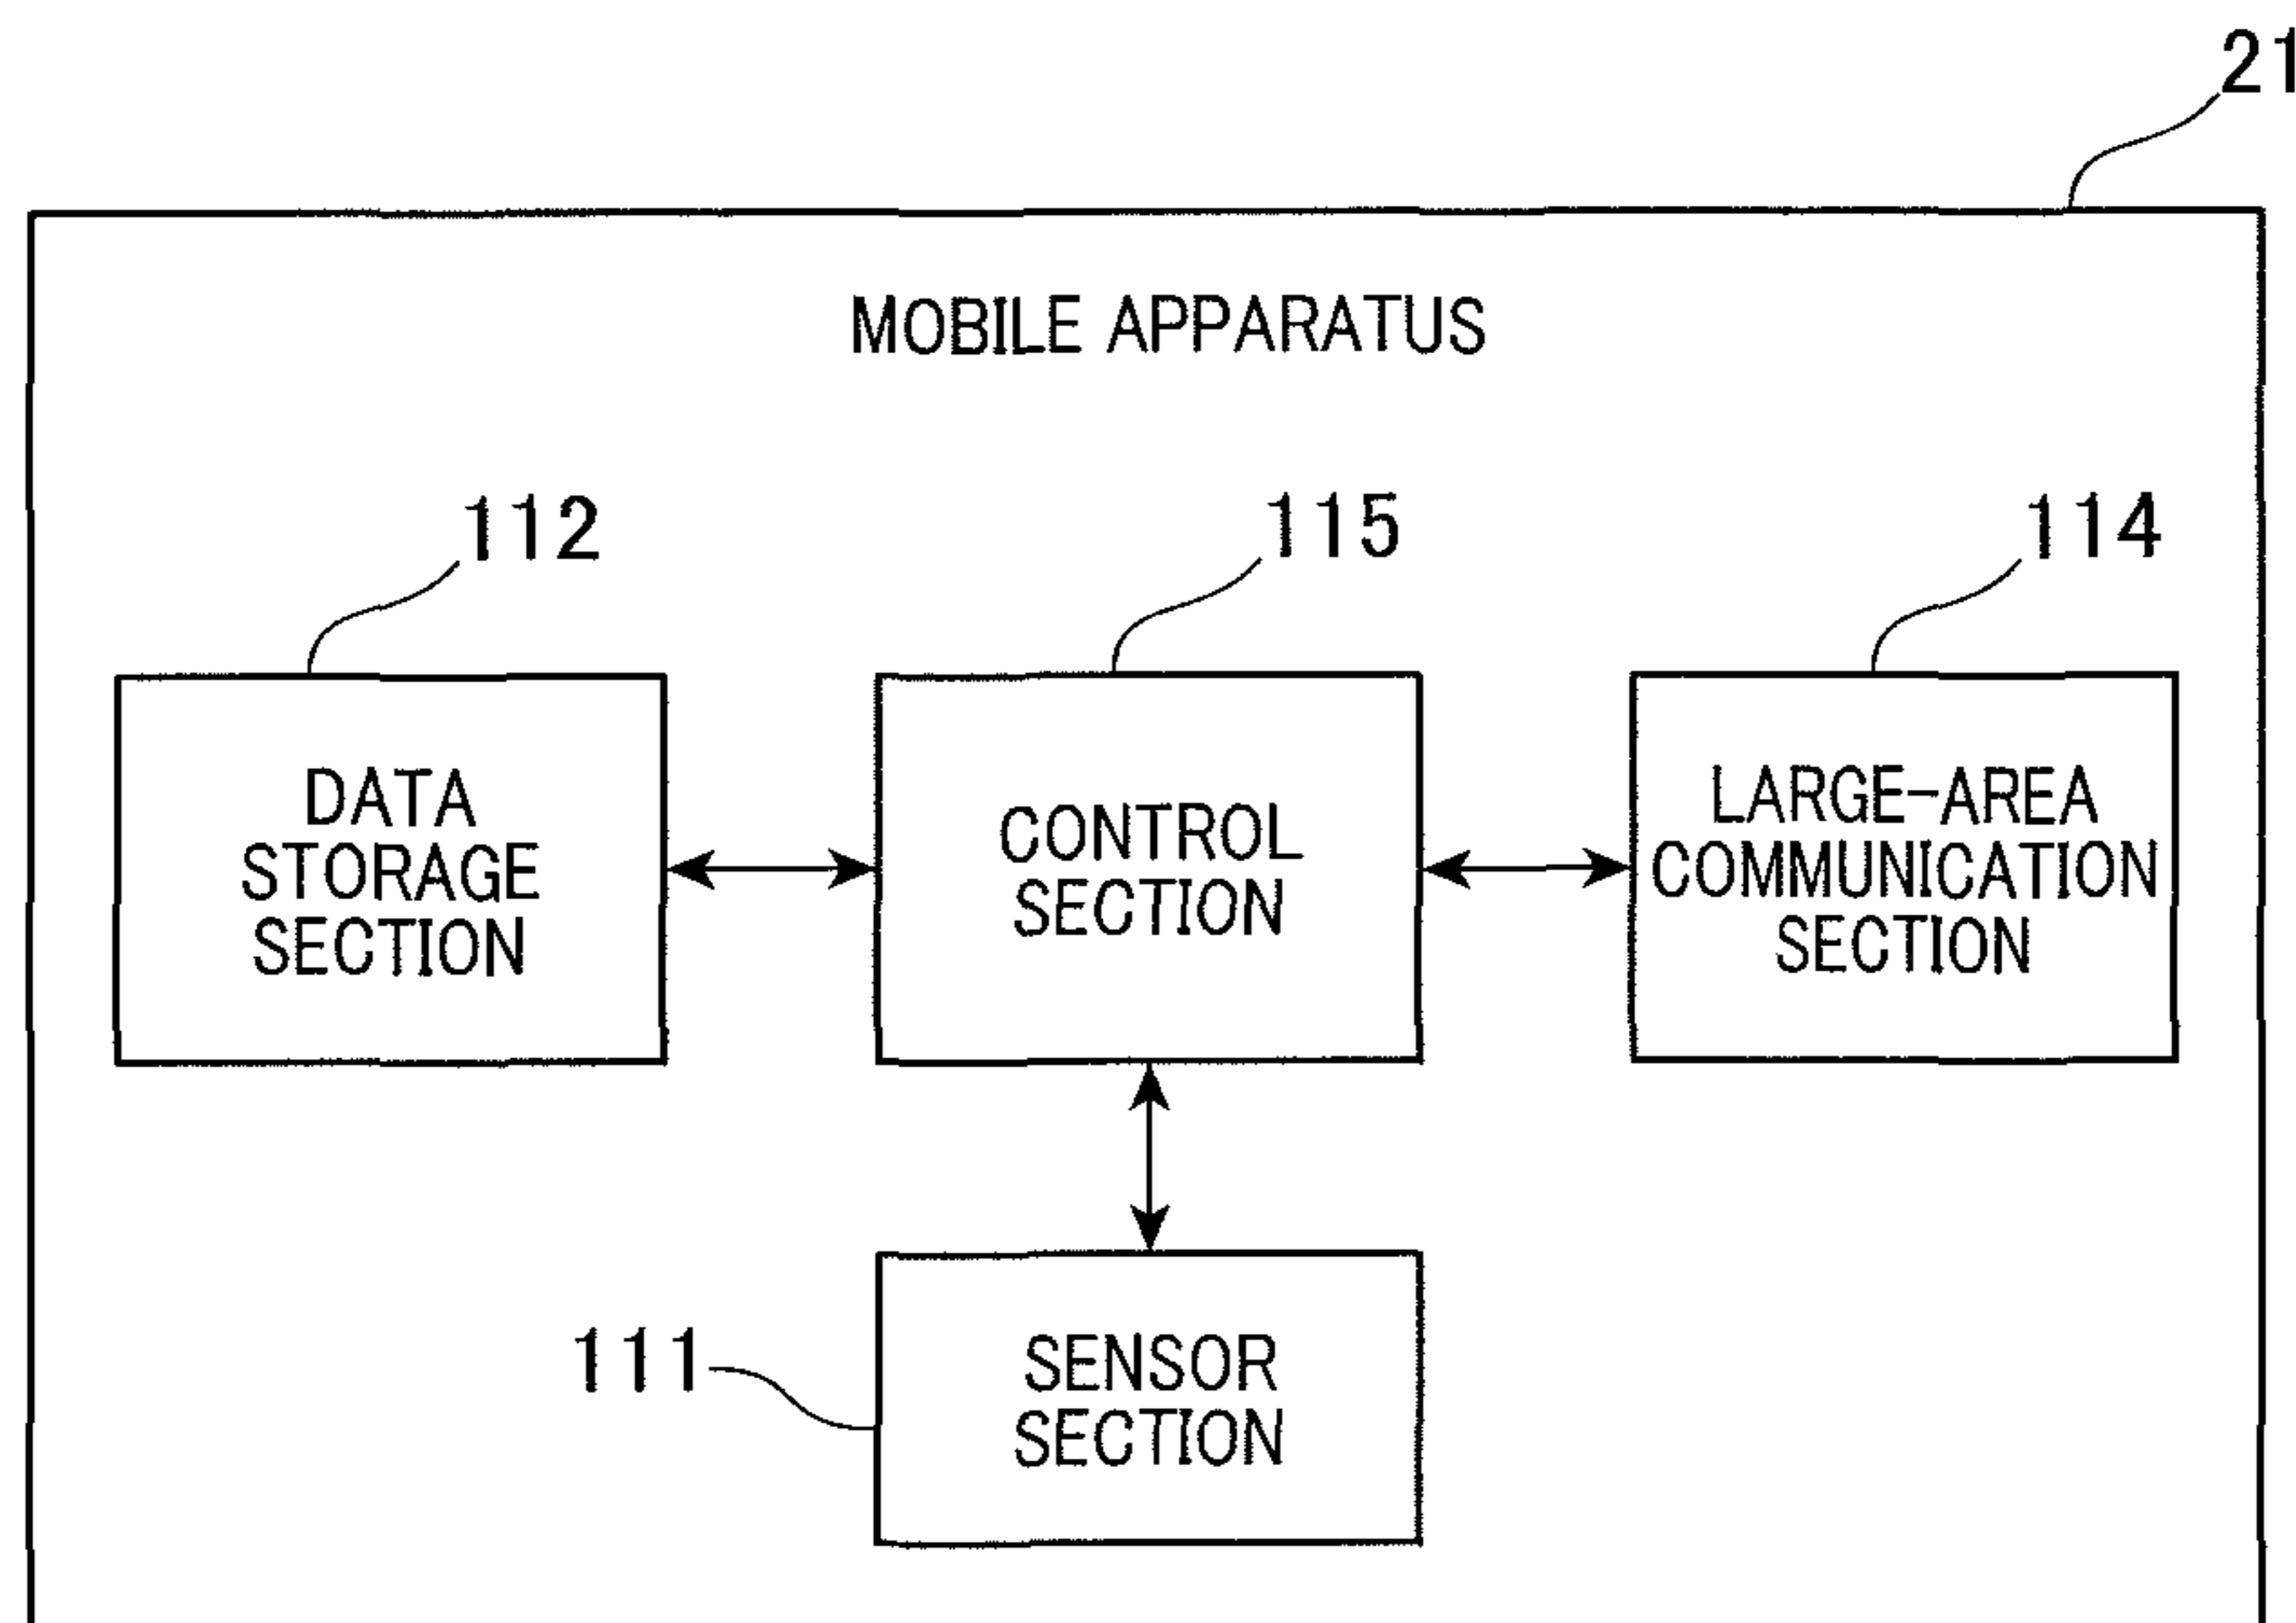 21
MOBILE APPARATUS
112
115
114
DATA
STORAGE
SECTION
CONTROL
SECTION
LARGE-AREA
COMMUNICATION
SECTION
111
SENSOR
SECTION